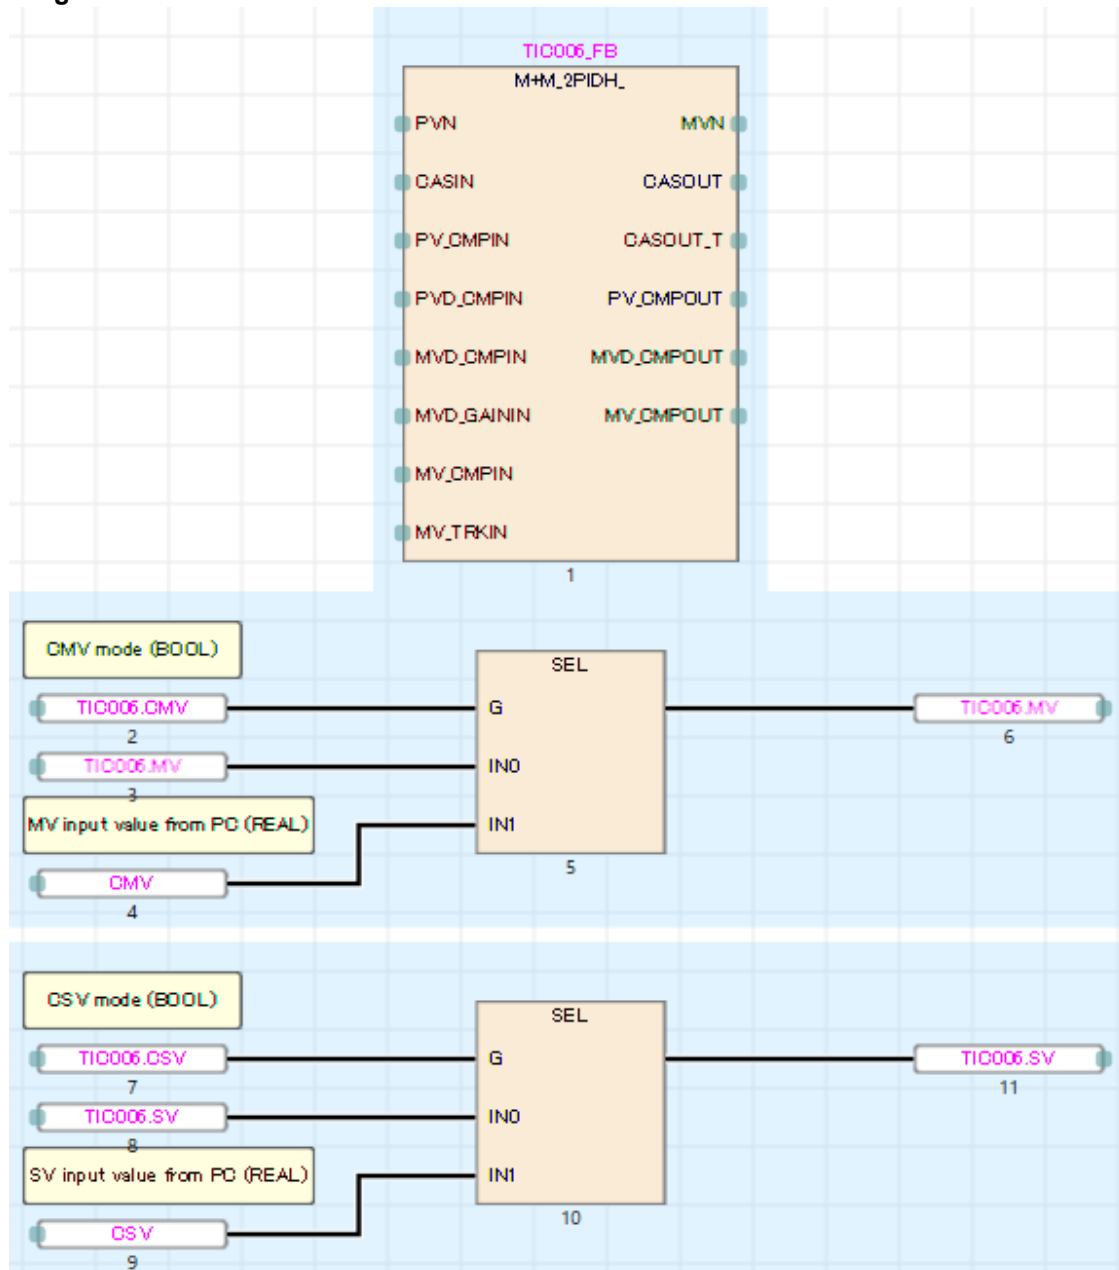 TIC006_FB
M+M_2PIDH_
PVN MVN
CASIN CASOUT
PV_CMPIN CASOUT_T
PVD_CMPIN PV_CMPOUT
MVD_CMPIN MVD_CMPOUT
MVD_GAININ MV_CMPOUT
MV_CMPIN
MV_TRKIN
1
CMV mode (BOOL)
SEL
TIC006.CMV G TIC006.MV
2 6
TIC006.MV IN0
3
MV input value from PC (REAL) IN1
5
CMV
4
CSV mode (BOOL)
SEL
TIC006.CSV G TIC006.SV
7 11
TIC006.SV IN0
8
SV input value from PC (REAL) IN1
10
CSV
9